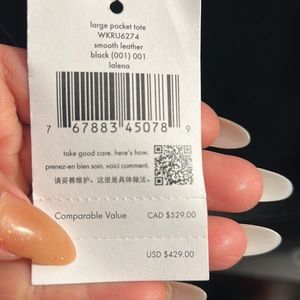 large pocket tote
WKRU6274
smooth leather
black (001) 001
lalena
7 67883 45078 9
take good care. here's how.
prenez-en bien soin. voici comment.
请妥善维护。这里是具体做法。
Comparable Value CAD $529.00
USD $429.00